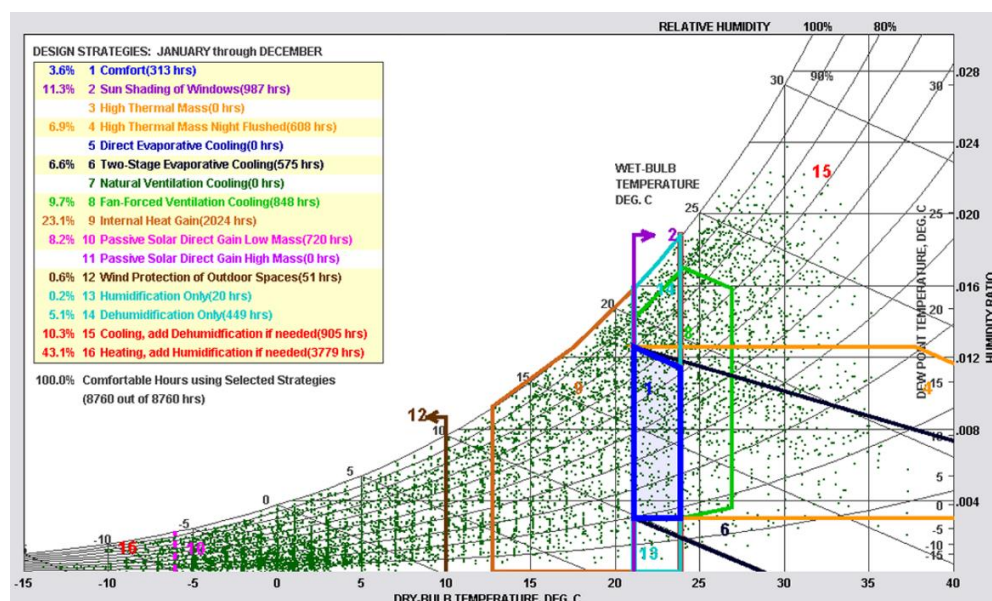 RELATIVE HUMIDITY 100% 80%
DESIGN STRATEGIES: JANUARY through DECEMBER
3.6% 1 Comfort(313 hrs)
11.3% 2 Sun Shading of Windows(987 hrs)
3 High Thermal Mass(0 hrs)
6.9% 4 High Thermal Mass Night Flushed(608 hrs)
5 Direct Evaporative Cooling(0 hrs)
6.6% 6 Two-Stage Evaporative Cooling(575 hrs)
7 Natural Ventilation Cooling(0 hrs)
9.7% 8 Fan-Forced Ventilation Cooling(848 hrs)
23.1% 9 Internal Heat Gain(2024 hrs)
8.2% 10 Passive Solar Direct Gain Low Mass(720 hrs)
11 Passive Solar Direct Gain High Mass(0 hrs)
0.6% 12 Wind Protection of Outdoor Spaces(51 hrs)
0.2% 13 Humidification Only(20 hrs)
5.1% 14 Dehumidification Only(449 hrs)
10.3% 15 Cooling, add Dehumidfication if needed(905 hrs)
43.1% 16 Heating, add Humidification if needed(3779 hrs)
100.0% Comfortable Hours using Selected Strategies
(8760 out of 8760 hrs)
90%
WET-BULB
TEMPERATURE
DEG. C
30
25
20
15
10
5
0
-5
-10
15
2
14
8
9
1
12
4
6
16
DEW POINT TEMPERATURE, DEG. C
30
25
20
15
10
5
0
-5
-10
-15
HUMIDITY RATIO
.028
.024
.020
.016
.012
.008
.004
-15 -10 -5 0 5 10 15 20 25 30 35 40
DRY-BULB TEMPERATURE, DEG. C